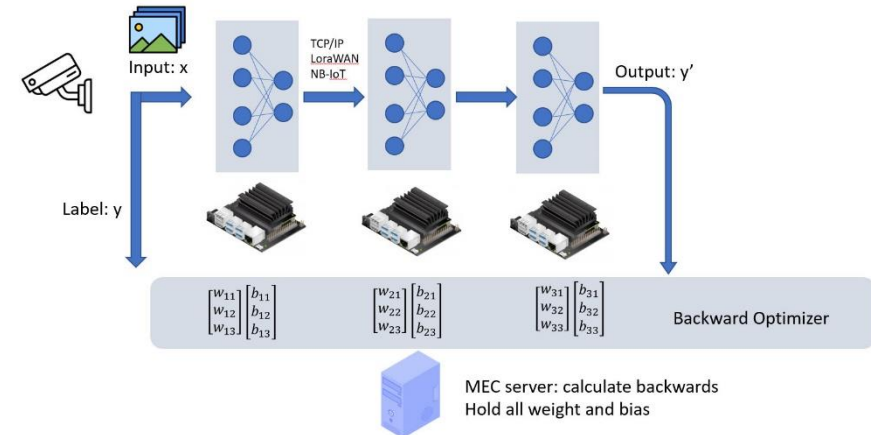 Input: x
TCP/IP
LoraWAN
NB-IoT
Output: y’
Label: y
[w₁₁ w₁₂ w₁₃] [b₁₁ b₁₂ b₁₃]
[w₂₁ w₂₂ w₂₃] [b₂₁ b₂₂ b₂₃]
[w₃₁ w₃₂ w₃₃] [b₃₁ b₃₂ b₃₃]
Backward Optimizer
MEC server: calculate backwards
Hold all weight and bias